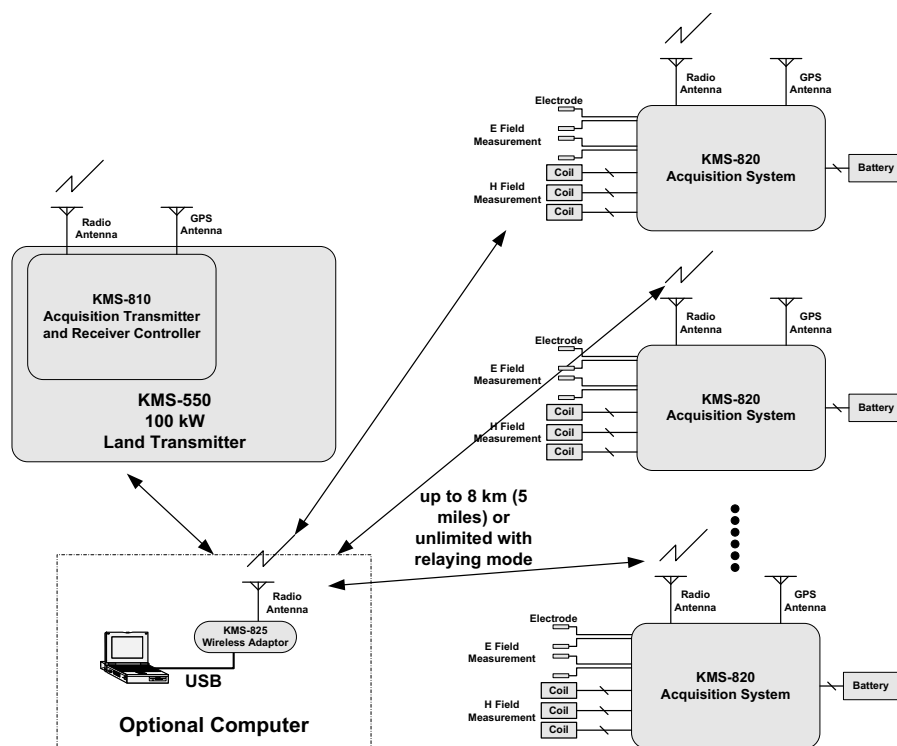 Radio
Antenna
GPS
Antenna
KMS-810
Acquisition Transmitter
and Receiver Controller
KMS-550
100 kW
Land Transmitter
Electrode
E Field
Measurement
H Field
Measurement
Coil
Coil
Coil
Radio
Antenna
GPS
Antenna
KMS-820
Acquisition System
Battery
Electrode
E Field
Measurement
H Field
Measurement
Coil
Coil
Coil
Radio
Antenna
GPS
Antenna
KMS-820
Acquisition System
Battery
up to 8 km (5
miles) or
unlimited with
relaying mode
Radio
Antenna
KMS-825
Wireless Adaptor
USB
Optional Computer
Electrode
E Field
Measurement
H Field
Measurement
Coil
Coil
Coil
Radio
Antenna
GPS
Antenna
KMS-820
Acquisition System
Battery